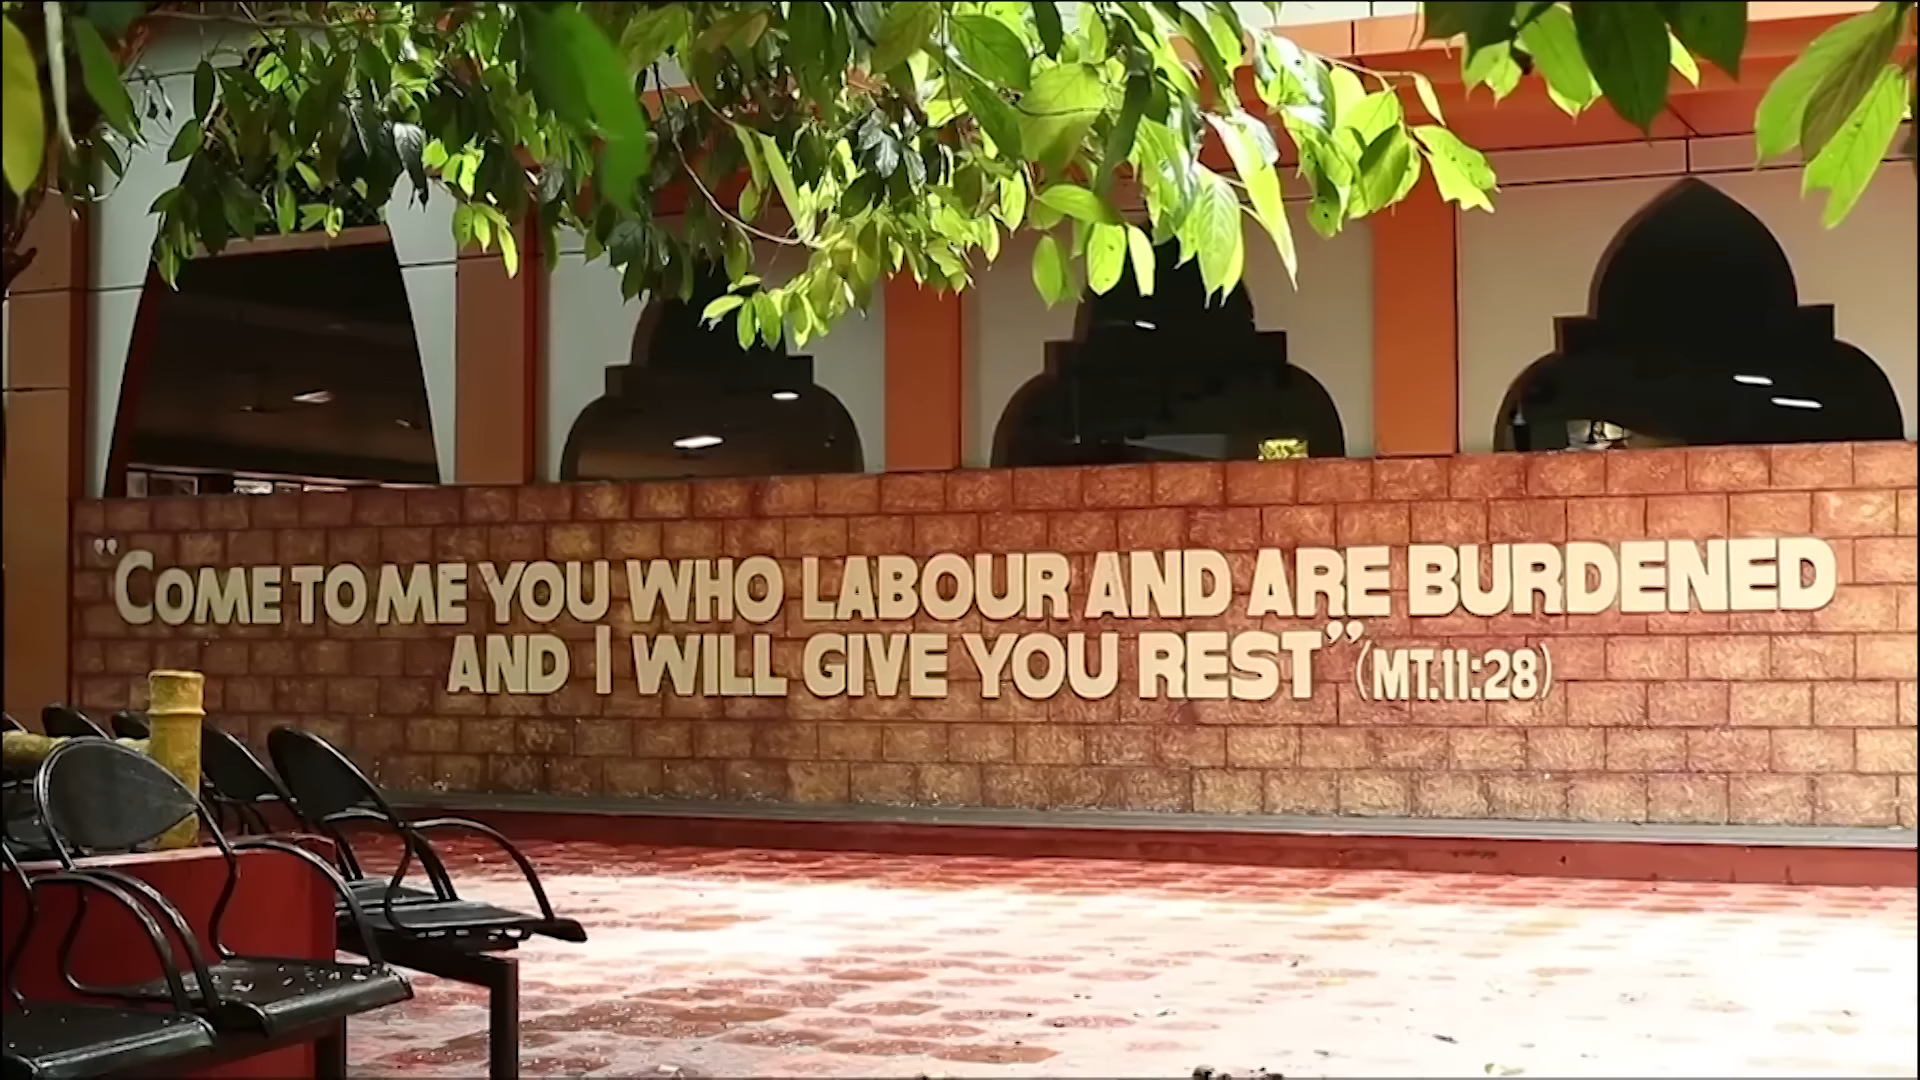 "COME TO ME YOU WHO LABOUR AND ARE BURDENED
AND I WILL GIVE YOU REST" (MT.11:28)